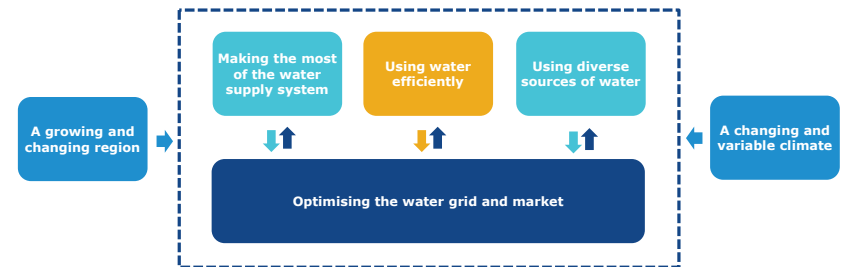 Making the most
of the water
supply system
Using water
efficiently
Using diverse
sources of water
A growing and
changing region
A changing and
variable climate
Optimising the water grid and market